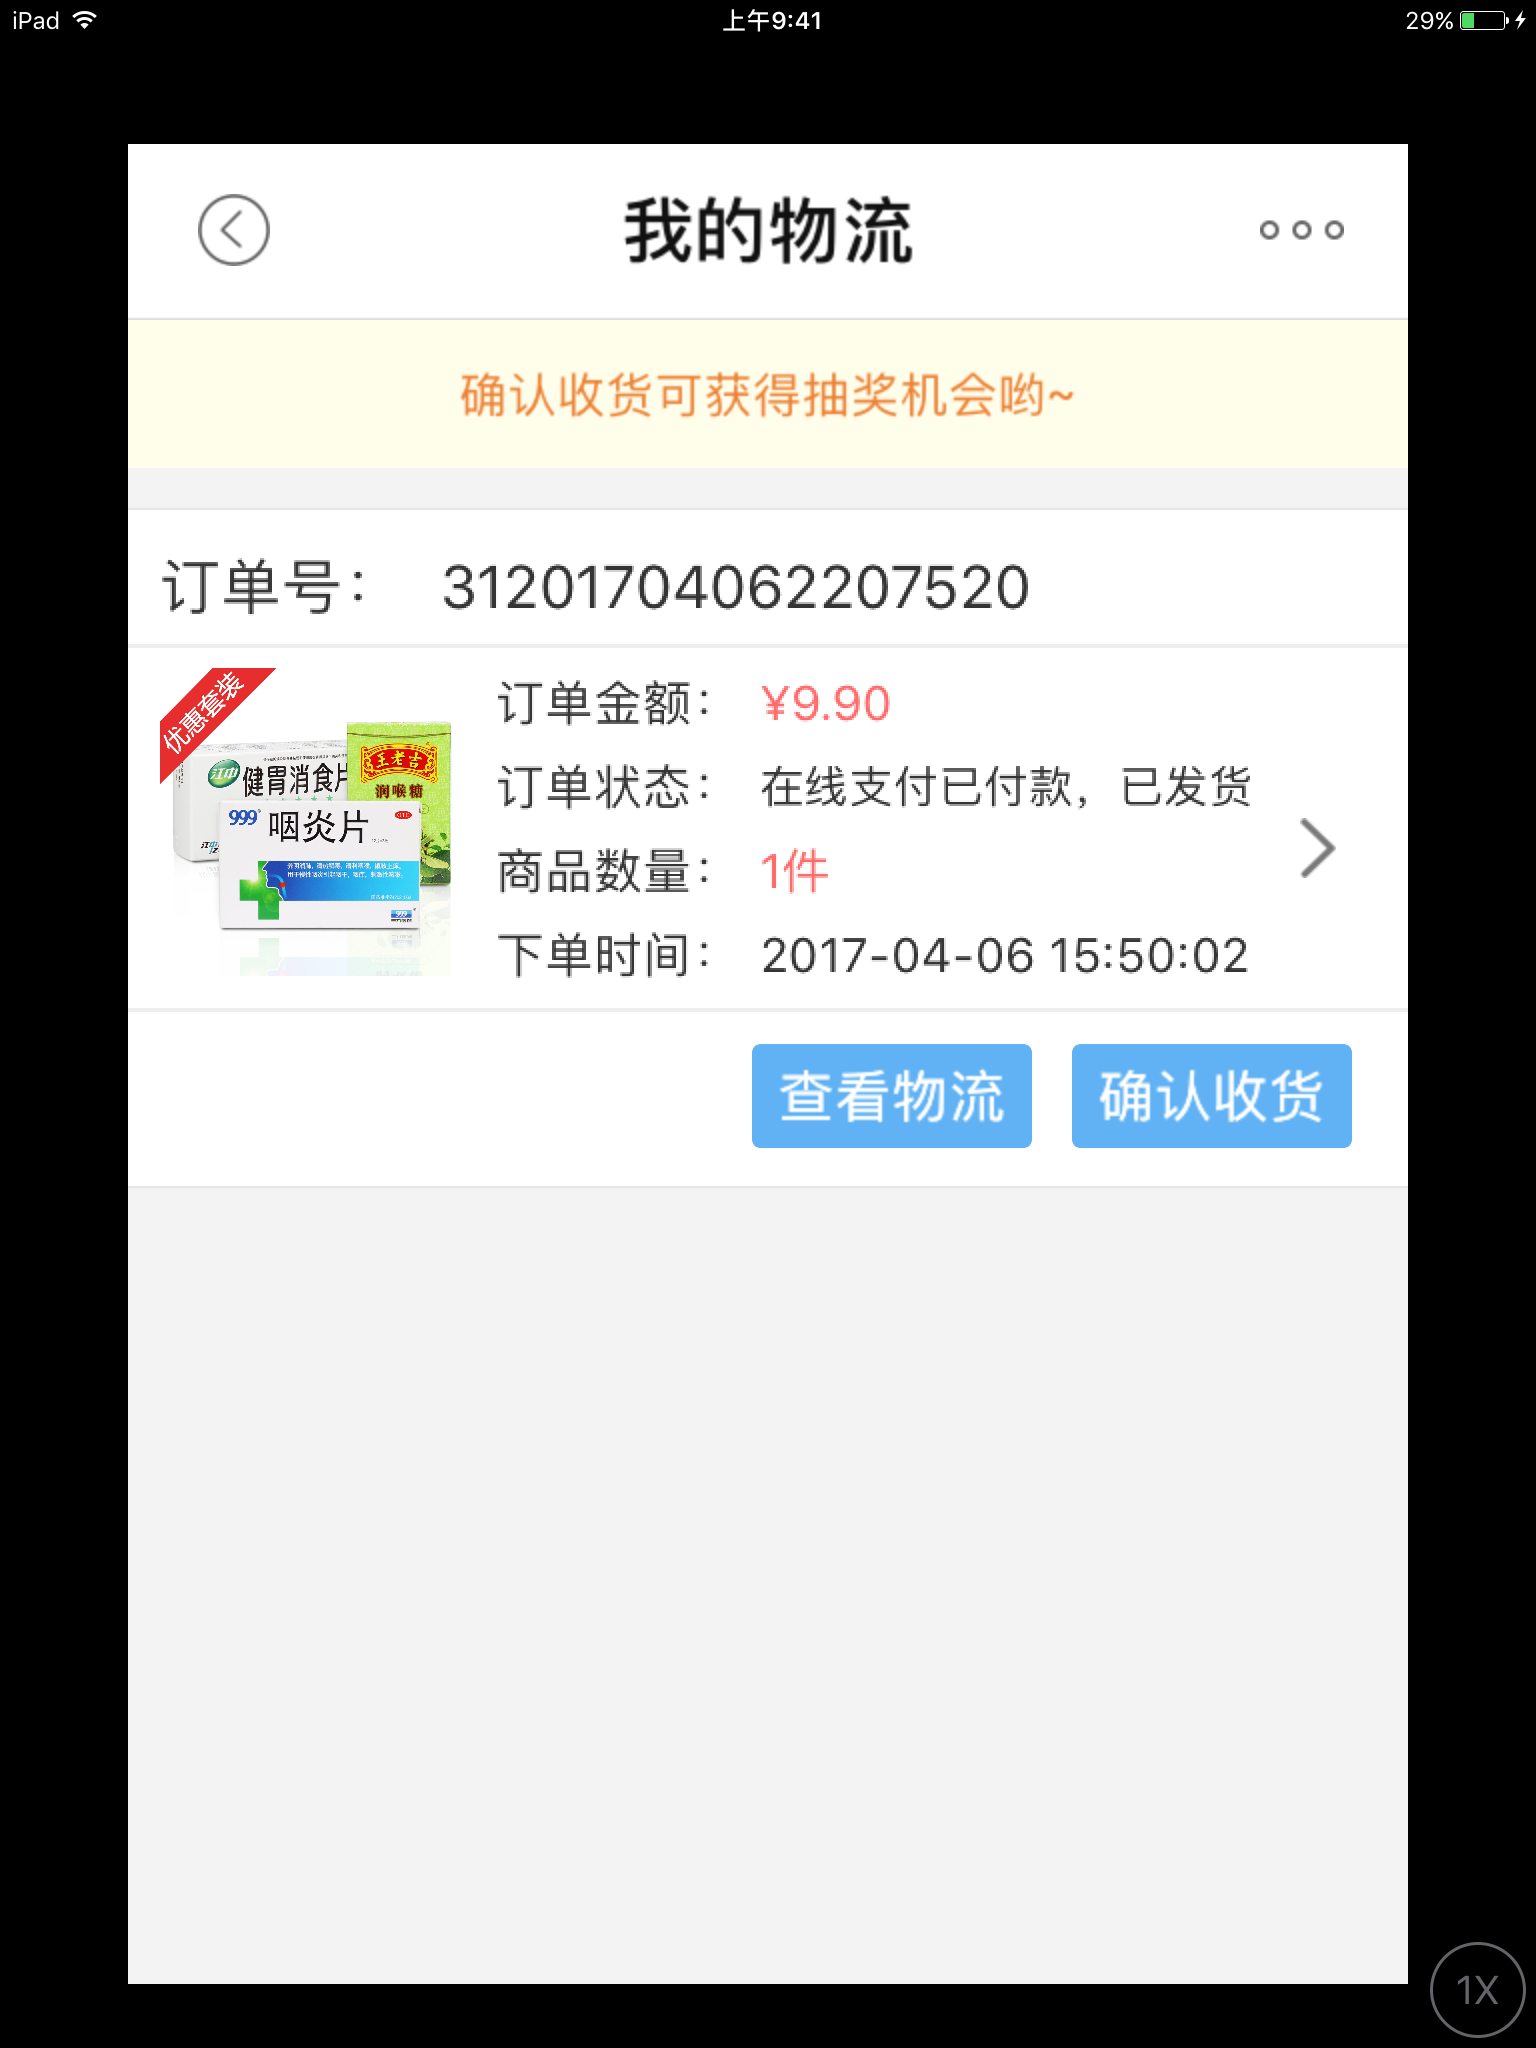 iPad 上午9:41 29%
我的物流
确认收货可获得抽奖机会哟~
订单号： 312017040622075​20
优惠套装
江中 健胃消食片
王老吉
润喉糖
999 咽炎片 OTC
订单金额： ¥9.90
订单状态： 在线支付已付款，已发货
商品数量： 1件
下单时间： 2017-04-06 15:50:02
查看物流 确认收货
1X